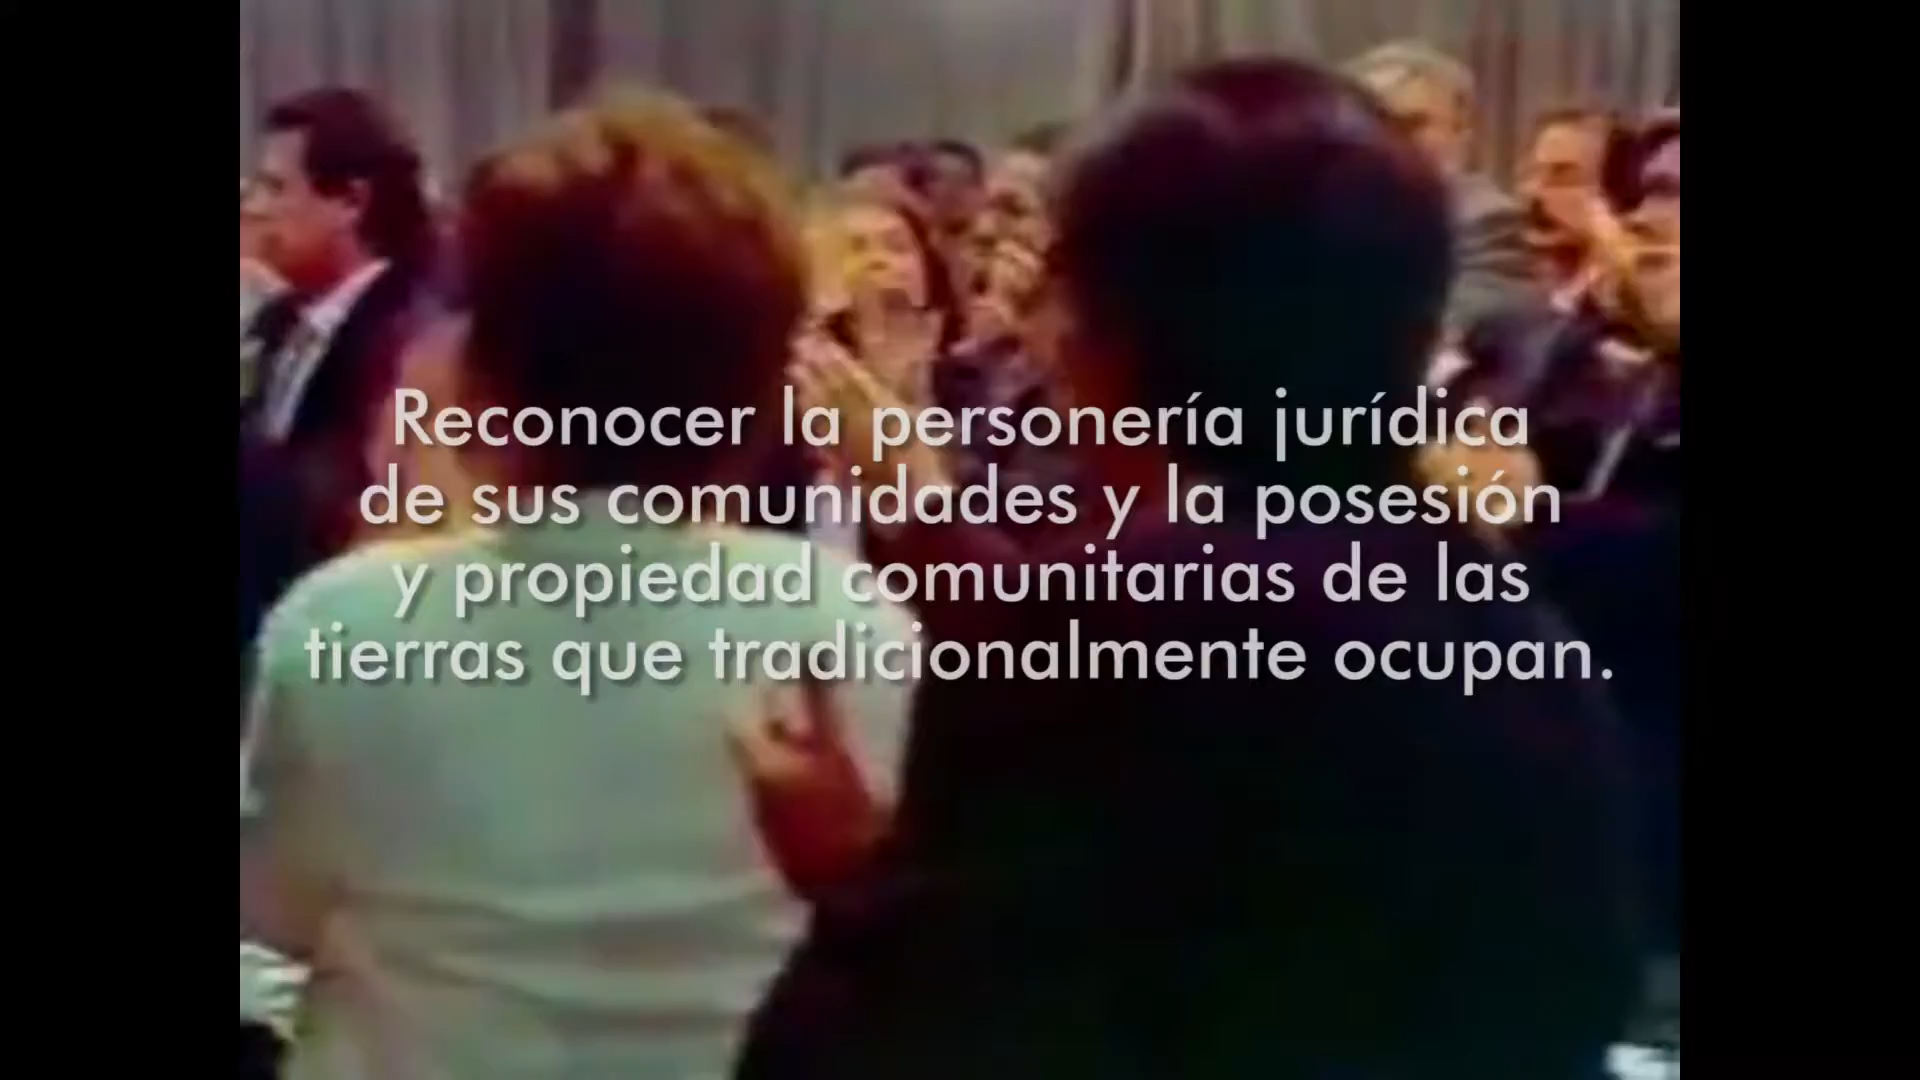 Reconocer la personería jurídica
de sus comunidades y la posesión
y propiedad comunitarias de las
tierras que tradicionalmente ocupan.